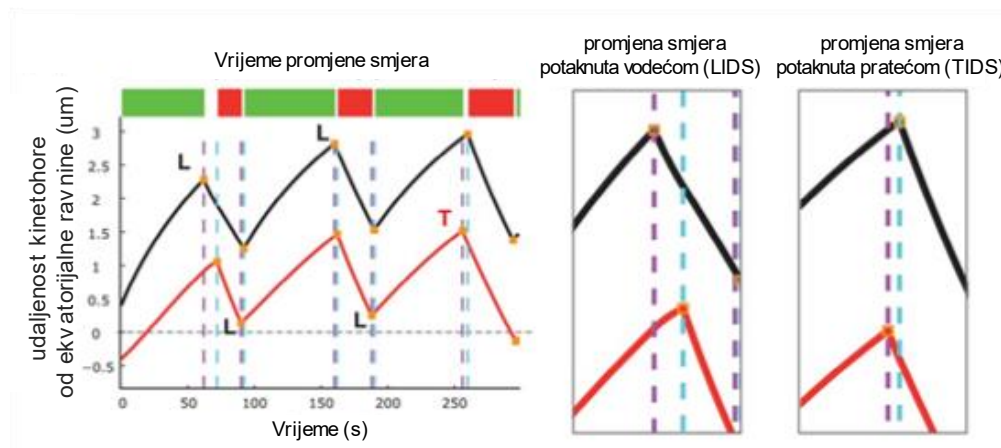 Vrijeme promjene smjera
promjena smjera
potaknuta vodećom (LIDS)
promjena smjera
potaknuta pratećom (TIDS)
udaljenost kinetohore
od ekvatorijalne ravnine (um)
3
2.5
2
1.5
1
0.5
0
−0.5
L
L
T
L
L
0 50 100 150 200 250
Vrijeme (s)